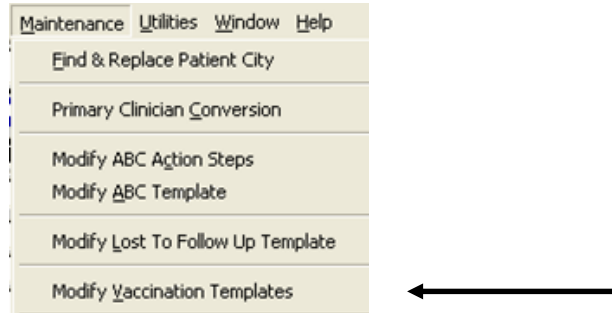 Maintenance Utilities Window Help
Find & Replace Patient City
Primary Clinician Conversion
Modify ABC Action Steps
Modify ABC Template
Modify Lost To Follow Up Template
Modify Vaccination Templates